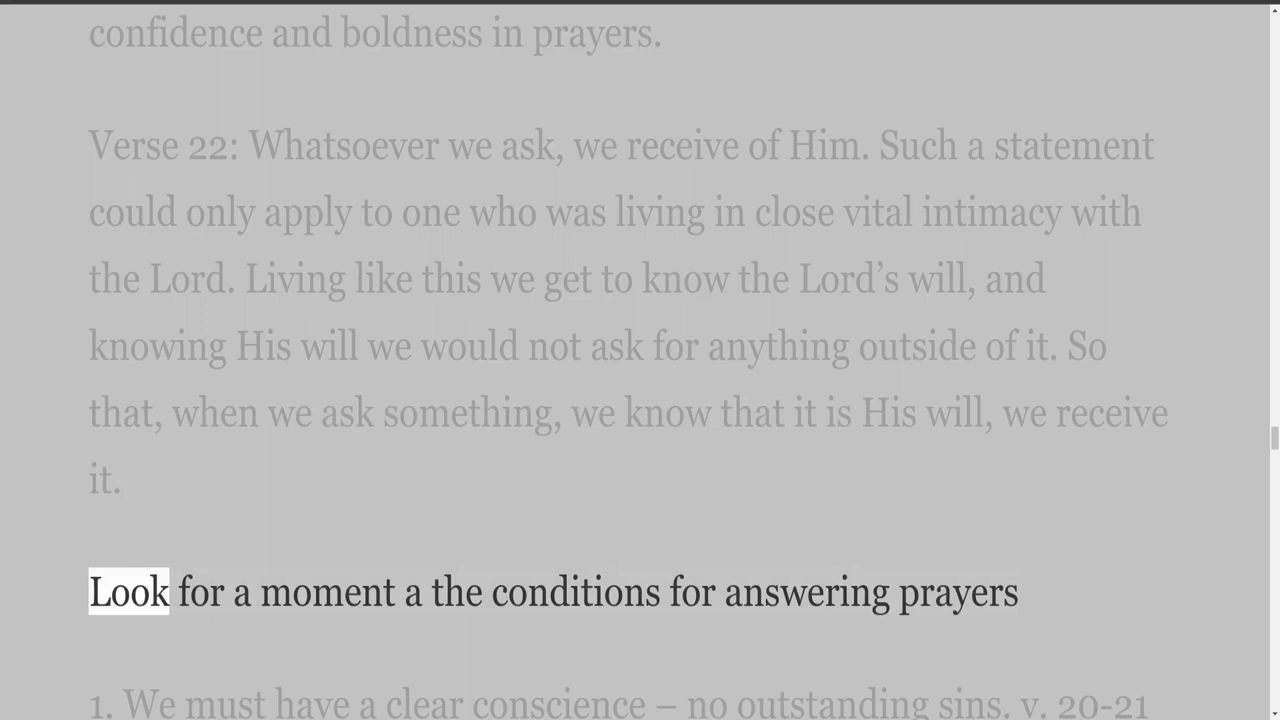 confidence and boldness in prayers.
Verse 22: Whatsoever we ask, we receive of Him. Such a statement
could only apply to one who was living in close vital intimacy with
the Lord. Living like this we get to know the Lord’s will, and
knowing His will we would not ask for anything outside of it. So
that, when we ask something, we know that it is His will, we receive
it.
Look for a moment a the conditions for answering prayers
1. We must have a clear conscience – no outstanding sins. v. 20-21